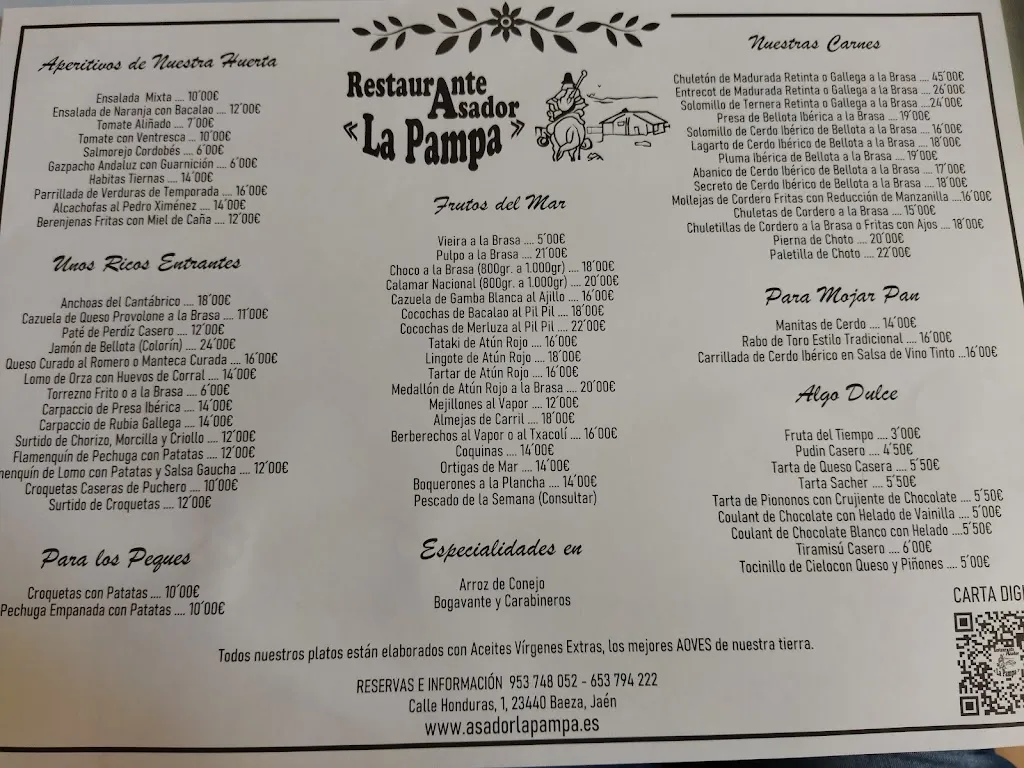 Aperitivos de Nuestra Huerta
Ensalada Mixta .... 10´00€
Ensalada de Naranja con Bacalao .... 12´00€
Tomate Aliñado .... 7´00€
Tomate con Ventresca .... 10´00€
Salmorejo Cordobés .... 6´00€
Gazpacho Andaluz con Guarnición .... 6´00€
Habitas Tiernas .... 14´00€
Parrillada de Verduras de Temporada .... 16´00€
Alcachofas al Pedro Ximénez .... 14´00€
Berenjenas Fritas con Miel de Caña .... 12´00€
Unos Ricos Entrantes
Anchoas del Cantábrico .... 18´00€
Cazuela de Queso Provolone a la Brasa .... 11´00€
Paté de Perdíz Casero .... 12´00€
Jamón de Bellota (Colorín) .... 24´00€
Queso Curado al Romero o Manteca Curada .... 16´00€
Lomo de Orza con Huevos de Corral .... 14´00€
Torrezno Frito o a la Brasa .... 6´00€
Carpaccio de Presa Ibérica .... 14´00€
Carpaccio de Rubia Gallega .... 14´00€
Surtido de Chorizo, Morcilla y Criollo .... 12´00€
Flamenquín de Pechuga con Patatas .... 12´00€
menquín de Lomo con Patatas y Salsa Gaucha .... 12´00€
Croquetas Caseras de Puchero .... 10´00€
Surtido de Croquetas .... 12´00€
Para los Peques
Croquetas con Patatas .... 10´00€
Pechuga Empanada con Patatas .... 10´00€
Restaurante
Asador
"La Pampa"
Frutos del Mar
Vieira a la Brasa .... 5´00€
Pulpo a la Brasa .... 21´00€
Choco a la Brasa (800gr. a 1.000gr) .... 18´00€
Calamar Nacional (800gr. a 1.000gr) .... 20´00€
Cazuela de Gamba Blanca al Ajillo .... 16´00€
Cocochas de Bacalao al Pil Pil .... 18´00€
Cocochas de Merluza al Pil Pil .... 22´00€
Tataki de Atún Rojo .... 16´00€
Lingote de Atún Rojo .... 18´00€
Tartar de Atún Rojo .... 16´00€
Medallón de Atún Rojo a la Brasa .... 20´00€
Mejillones al Vapor .... 12´00€
Almejas de Carril .... 18´00€
Berberechos al Vapor o al Txacolí .... 16´00€
Coquinas .... 14´00€
Ortigas de Mar .... 14´00€
Boquerones a la Plancha .... 14´00€
Pescado de la Semana (Consultar)
Especialidades en
Arroz de Conejo
Bogavante y Carabineros
Nuestras Carnes
Chuletón de Madurada Retinta o Gallega a la Brasa .... 45´00€
Entrecot de Madurada Retinta o Gallega a la Brasa .... 26´00€
Solomillo de Ternera Retinta o Gallega a la Brasa ....24´00€
Presa de Bellota Ibérica a la Brasa .... 19´00€
Solomillo de Cerdo Ibérico de Bellota a la Brasa .... 16´00€
Lagarto de Cerdo Ibérico de Bellota a la Brasa .... 18´00€
Pluma Ibérica de Bellota a la Brasa .... 19´00€
Abanico de Cerdo Ibérico de Bellota a la Brasa .... 17´00€
Secreto de Cerdo Ibérico de Bellota a la Brasa .... 18´00€
Mollejas de Cordero Fritas con Reducción de Manzanilla ....16´00€
Chuletas de Cordero a la Brasa .... 15´00€
Chuletillas de Cordero a la Brasa o Fritas con Ajos .... 18´00€
Pierna de Choto .... 20´00€
Paletilla de Choto .... 22´00€
Para Mojar Pan
Manitas de Cerdo .... 14´00€
Rabo de Toro Estilo Tradicional .... 16´00€
Carrillada de Cerdo Ibérico en Salsa de Vino Tinto ...16´00€
Algo Dulce
Fruta del Tiempo .... 3´00€
Pudin Casero .... 4´50€
Tarta de Queso Casera .... 5´50€
Tarta Sacher .... 5´50€
Tarta de Piononos con Crujiente de Chocolate .... 5´50€
Coulant de Chocolate con Helado de Vainilla .... 5´00€
Coulant de Chocolate Blanco con Helado ....5´50€
Tiramisú Casero .... 6´00€
Tocinillo de Cielocon Queso y Piñones .... 5´00€
CARTA DIGI
Todos nuestros platos están elaborados con Aceites Vírgenes Extras, los mejores AOVES de nuestra tierra.
RESERVAS E INFORMACIÓN 953 748 052 - 653 794 222
Calle Honduras, 1, 23440 Baeza, Jaén
www.asadorlapampa.es